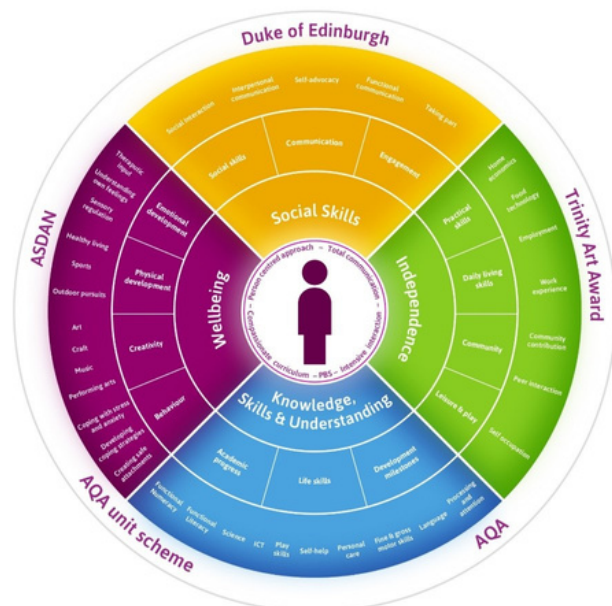 Duke of Edinburgh
Trinity Art Award
AQA
AQA unit scheme
ASDAN
Social interaction
Interpersonal
communication
Self-advocacy
Functional
communication
Taking part
Social skills
Communication
Engagement
Social Skills
Home
economics
Food
technology
Employment
Work
experience
Community
contribution
Peer interaction
Self occupation
Practical
skills
Daily living
skills
Community
Leisure & play
Independence
Knowledge,
Skills & Understanding
Academic
progress
Life skills
Development
milestones
Functional
Numeracy
Functional
Literacy
Science
ICT
Play
skills
Self-help
Personal
care
Fine & gross
motor skills
Language
Processing
and
attention
Wellbeing
Emotional
development
Physical
development
Creativity
Behaviour
Therapeutic
input
Understanding
own feelings
Sensory
regulation
Healthy living
Sports
Outdoor pursuits
Art
Craft
Music
Performing arts
Coping with stress
and anxiety
Developing
coping strategies
Creating safe
attachments
Person centred approach – Total communication –
Intensive interaction – PBS – Compassionate curriculum –